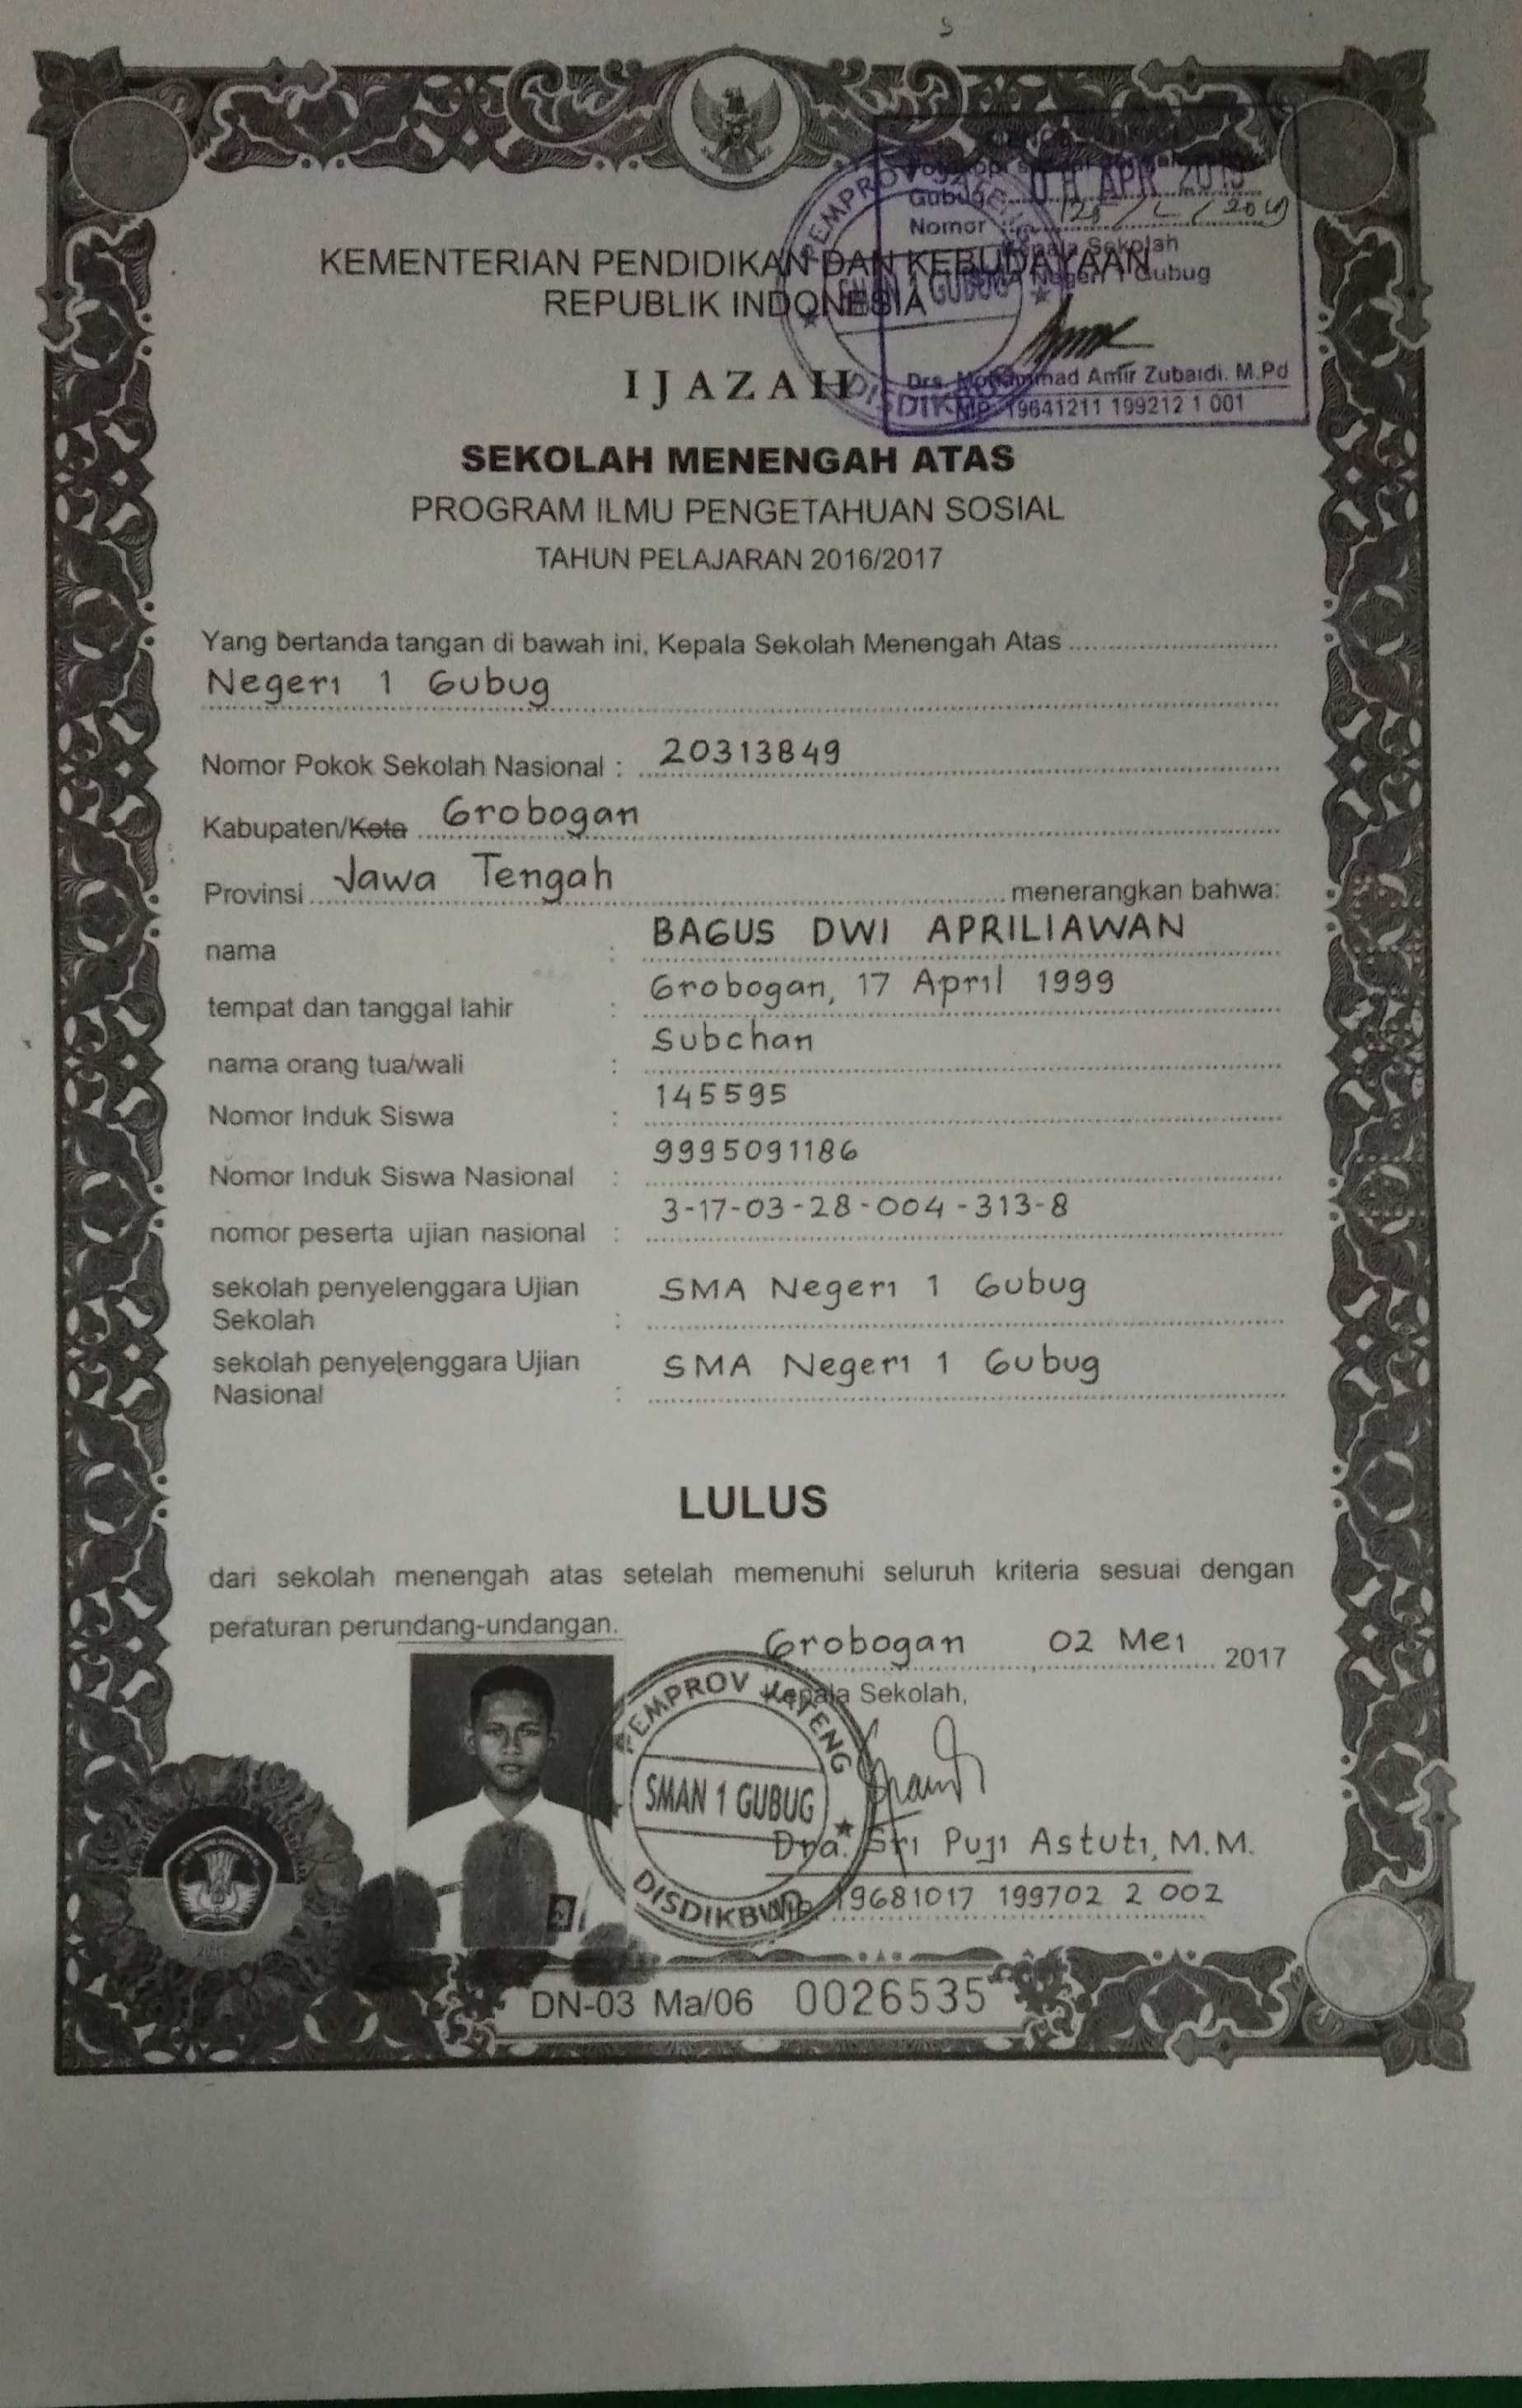 Gubug
APR 2019
Nomor
Kepala Sekolah
SMA Negeri 1 Gubug
Drs. Mohammad Amir Zubaidi. M.Pd
NIP. 19641211 199212 1 001
PEMPROV JATENG
SMAN 1 GUBUG
DISDIKBUD
KEMENTERIAN PENDIDIKAN DAN KEBUDAYAAN
REPUBLIK INDONESIA
IJAZAH
SEKOLAH MENENGAH ATAS
PROGRAM ILMU PENGETAHUAN SOSIAL
TAHUN PELAJARAN 2016/2017
Yang bertanda tangan di bawah ini, Kepala Sekolah Menengah Atas
Negeri 1 Gubug
Nomor Pokok Sekolah Nasional : 20313849
Kabupaten/Kota Grobogan
Provinsi Jawa Tengah menerangkan bahwa:
nama : BAGUS DWI APRILIAWAN
tempat dan tanggal lahir : Grobogan, 17 April 1999
nama orang tua/wali : Subchan
Nomor Induk Siswa : 145595
Nomor Induk Siswa Nasional : 9995091186
nomor peserta ujian nasional : 3-17-03-28-004-313-8
sekolah penyelenggara Ujian
Sekolah : SMA Negeri 1 Gubug
sekolah penyelenggara Ujian
Nasional : SMA Negeri 1 Gubug
LULUS
dari sekolah menengah atas setelah memenuhi seluruh kriteria sesuai dengan
peraturan perundang-undangan.
Grobogan, 02 Mei 2017
Kepala Sekolah,
PEMPROV JATENG
SMAN 1 GUBUG
DISDIKBUD
Dra. Sri Puji Astuti, M.M.
Nip. 19681017 199702 2 002
DN-03 Ma/06 0026535